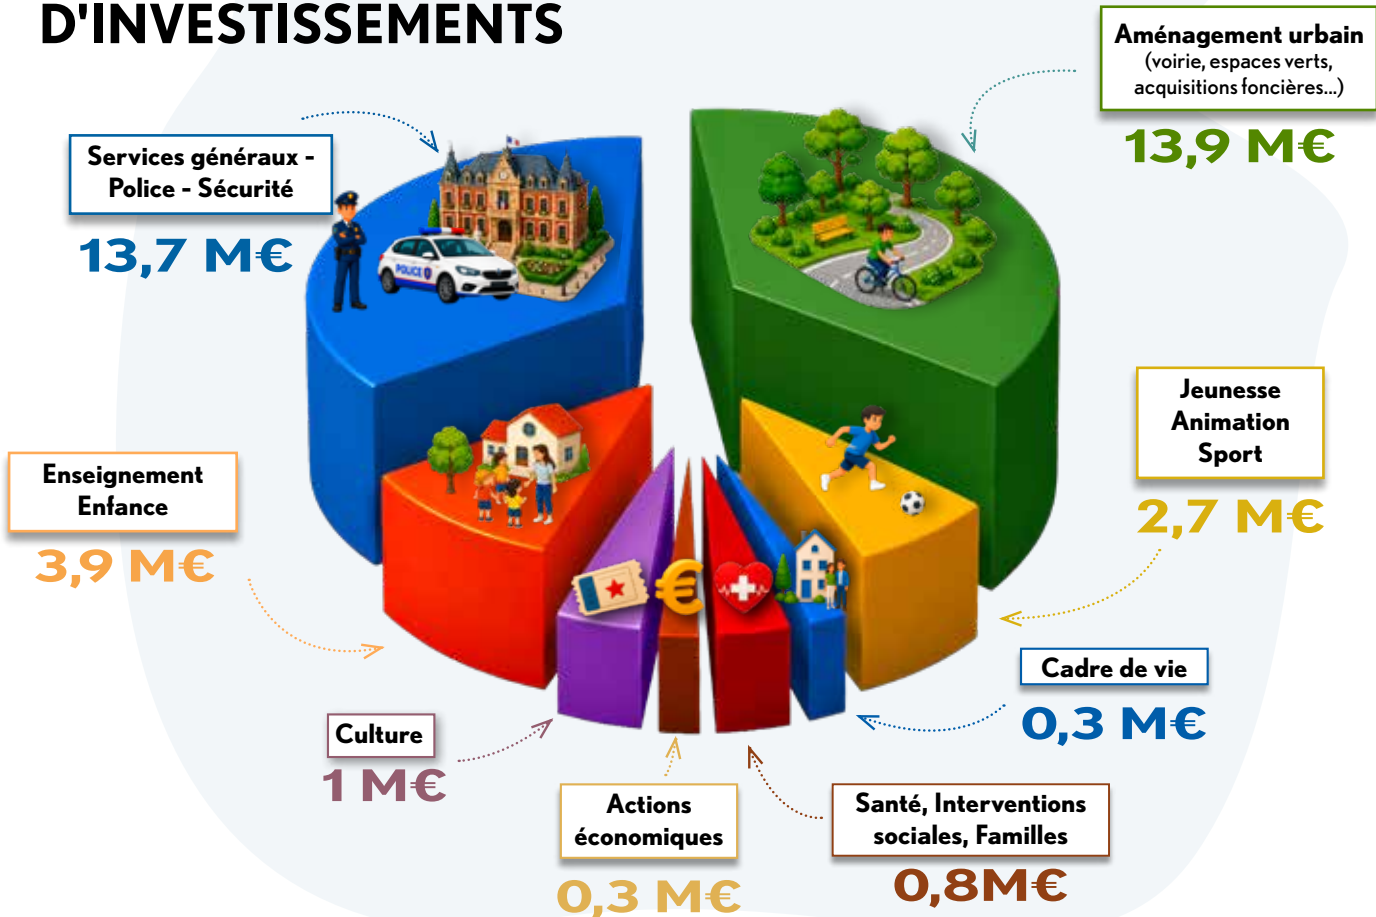 D'INVESTISSEMENTS
Aménagement urbain
(voirie, espaces verts,
acquisitions foncières...)
13,9 M€
Services généraux -
Police - Sécurité
13,7 M€
POLICE
Jeunesse
Animation
Sport
2,7 M€
Enseignement
Enfance
3,9 M€
€
Cadre de vie
0,3 M€
Culture
1 M€
Actions
économiques
0,3 M€
Santé, Interventions
sociales, Familles
0,8M€